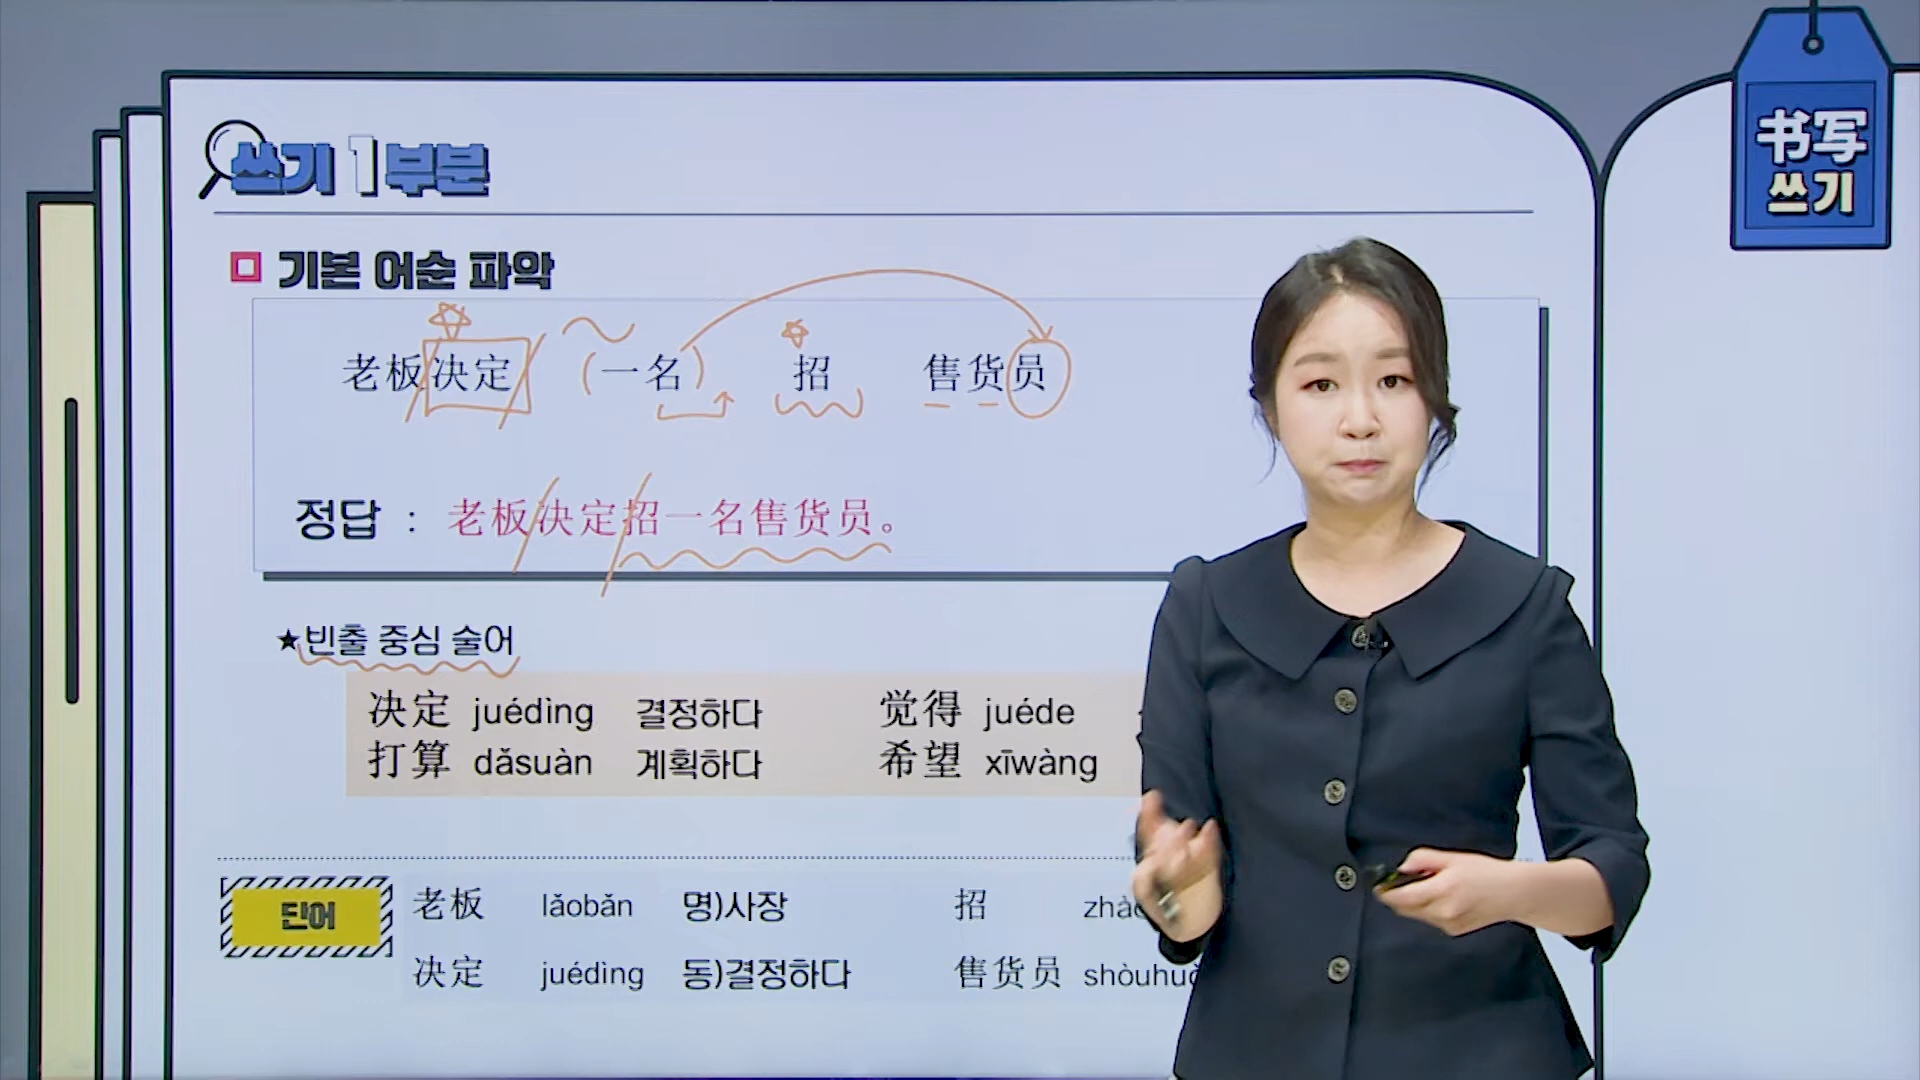 书写
쓰기
쓰기 1 부분
기본 어순 파악
老板决定 (一名) 招 售货员
정답 : 老板决定招一名售货员。
★빈출 중심 술어
决定 juédìng 결정하다 觉得 juéde
打算 dǎsuàn 계획하다 希望 xīwàng
단어
老板 lǎobǎn 명)사장 招
决定 juédìng 동)결정하다 售货员